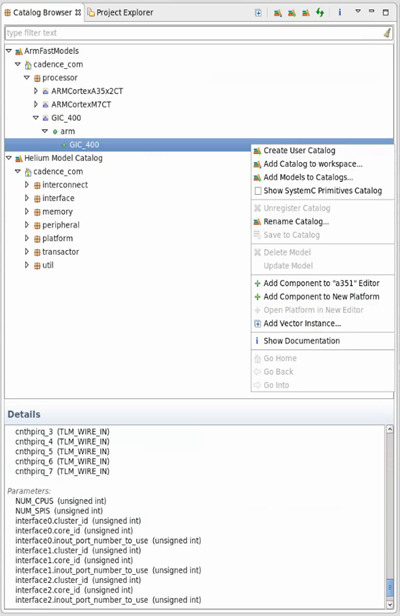 Catalog Browser
Project Explorer
type filter text
ArmFastModels
cadence_com
processor
ARMCortexA35x2CT
ARMCortexM7CT
GIC_400
arm
GIC_400
Helium Model Catalog
cadence_com
interconnect
interface
memory
peripheral
platform
transactor
util
Create User Catalog
Add Catalog to workspace...
Add Models to Catalogs...
Show SystemC Primitives Catalog
Unregister Catalog
Rename Catalog...
Save to Catalog
Delete Model
Update Model
Add Component to "a351" Editor
Add Component to New Platform
Open Platform in New Editor
Add Vector Instance...
Show Documentation
Go Home
Go Back
Go Into
Details
cnthpirq_3 (TLM_WIRE_IN)
cnthpirq_4 (TLM_WIRE_IN)
cnthpirq_5 (TLM_WIRE_IN)
cnthpirq_6 (TLM_WIRE_IN)
cnthpirq_7 (TLM_WIRE_IN)
Parameters:
NUM_CPUS (unsigned int)
NUM_SPIS (unsigned int)
interface0.cluster_id (unsigned int)
interface0.core_id (unsigned int)
interface0.inout_port_number_to_use (unsigned int)
interface1.cluster_id (unsigned int)
interface1.core_id (unsigned int)
interface1.inout_port_number_to_use (unsigned int)
interface2.cluster_id (unsigned int)
interface2.core_id (unsigned int)
interface2.inout_port_number_to_use (unsigned int)